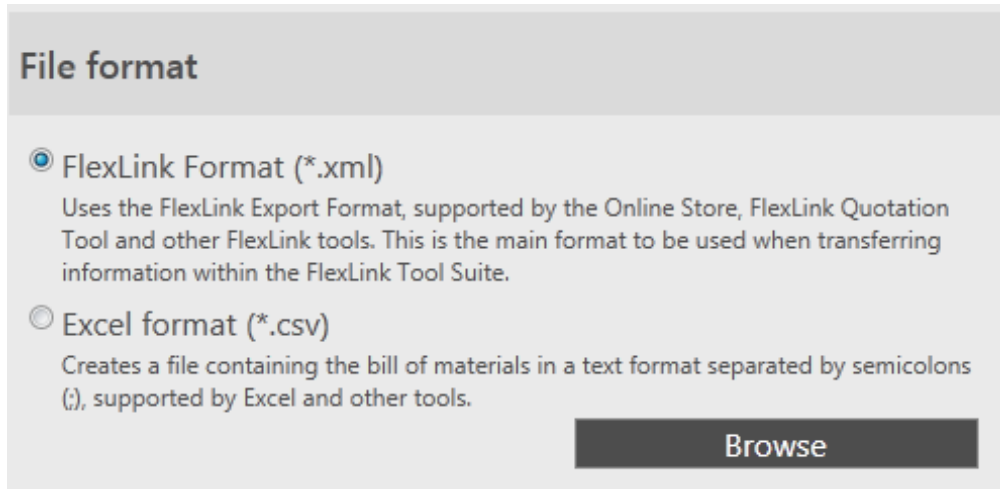 File format
FlexLink Format (*.xml)
Uses the FlexLink Export Format, supported by the Online Store, FlexLink Quotation
Tool and other FlexLink tools. This is the main format to be used when transferring
information within the FlexLink Tool Suite.
Excel format (*.csv)
Creates a file containing the bill of materials in a text format separated by semicolons
(;), supported by Excel and other tools.
Browse